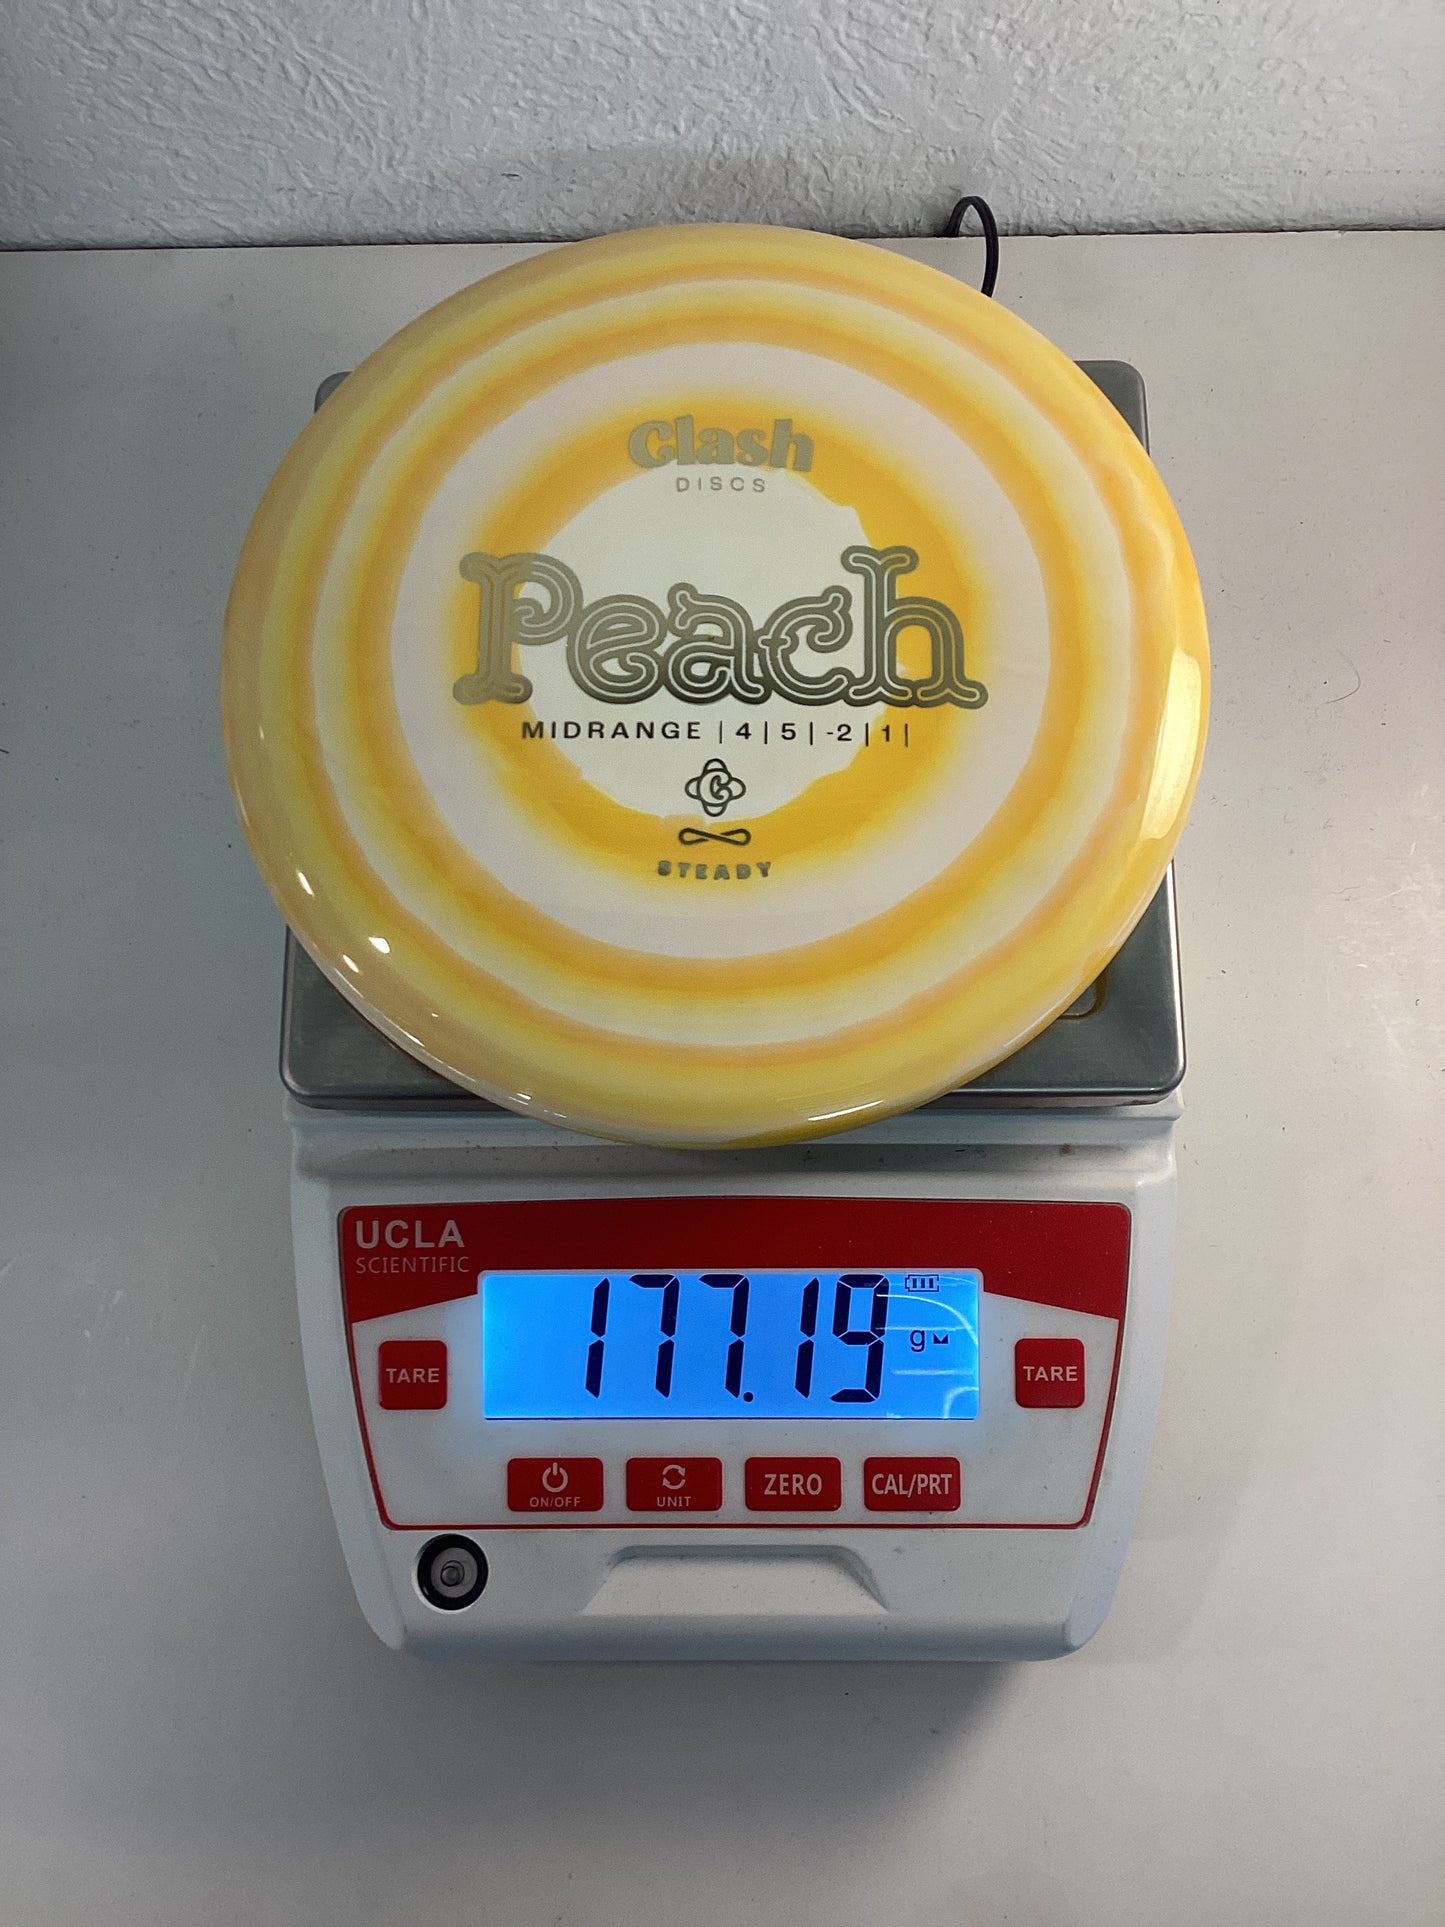 Clash
DISCS
Peach
MIDRANGE | 4 | 5 | -2 | 1 |
C
STEADY
UCLA
SCIENTIFIC
177.19 g
TARE
TARE
ON/OFF
UNIT
ZERO
CAL/PRT